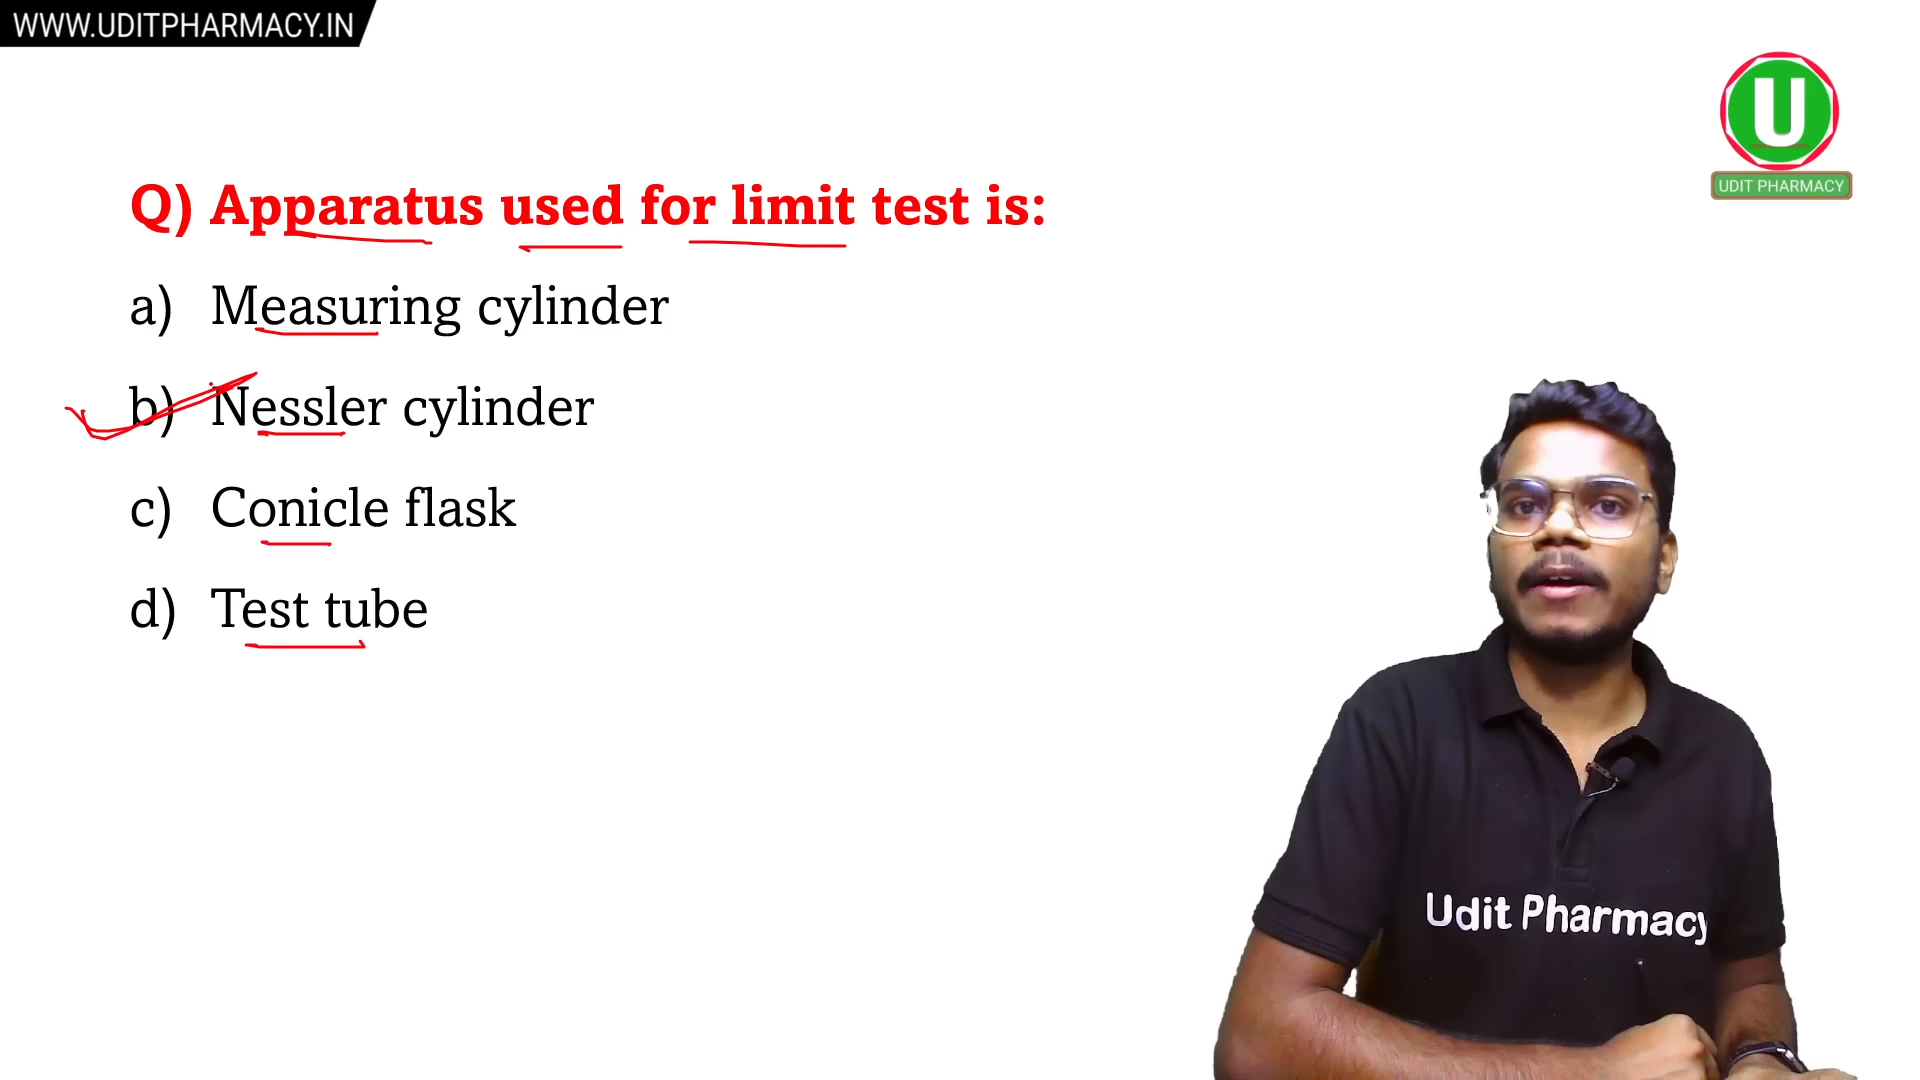 WWW.UDITPHARMACY.IN
U
UDIT PHARMACY
Q) Apparatus used for limit test is:
a) Measuring cylinder
b) Nessler cylinder
c) Conicle flask
d) Test tube
Udit Pharmacy